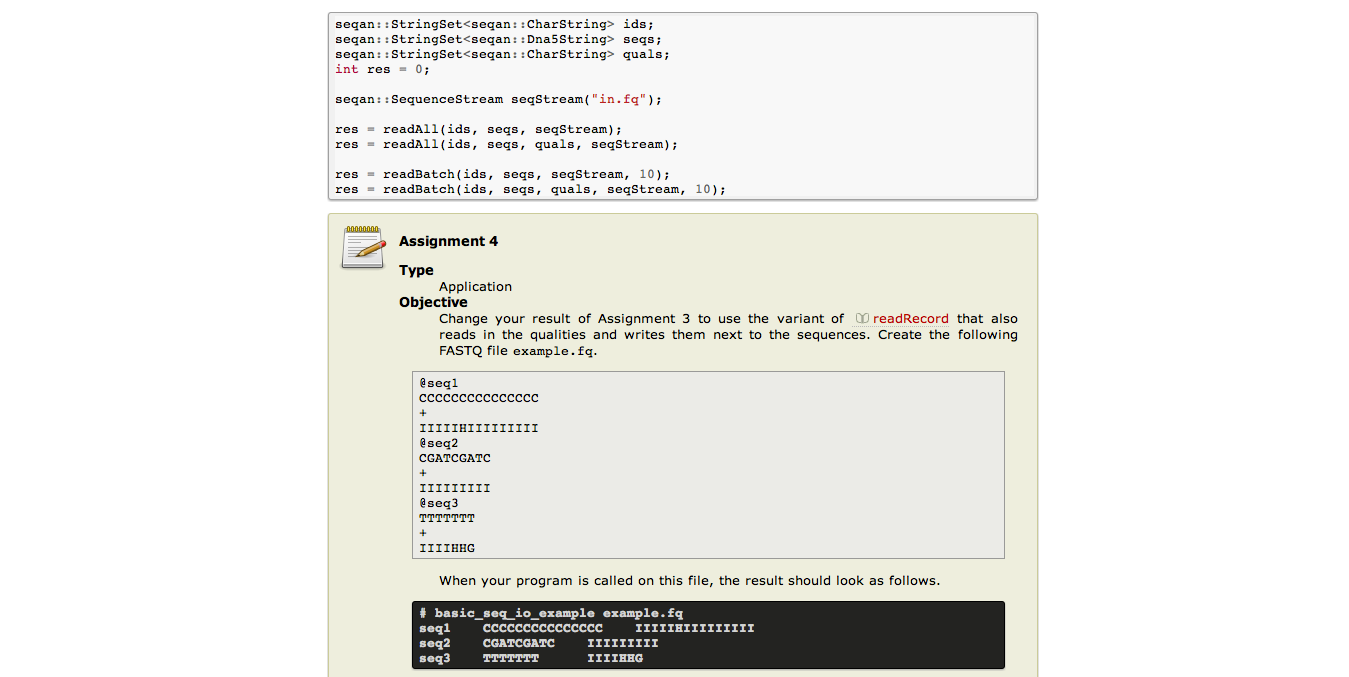 seqan::StringSet<seqan::CharString> ids;
seqan::StringSet<seqan::Dna5String> seqs;
seqan::StringSet<seqan::CharString> quals;
int res = 0;
seqan::SequenceStream seqStream("in.fq");
res = readAll(ids, seqs, seqStream);
res = readAll(ids, seqs, quals, seqStream);
res = readBatch(ids, seqs, seqStream, 10);
res = readBatch(ids, seqs, quals, seqStream, 10);
Assignment 4
Type
Application
Objective
Change your result of Assignment 3 to use the variant of readRecord that also
reads in the qualities and writes them next to the sequences. Create the following
FASTQ file example.fq.
@seq1
CCCCCCCCCCCCCCC
+
IIIIIHIIIIIIIII
@seq2
CGATCGATC
+
IIIIIIIII
@seq3
TTTTTTT
+
IIIIHHG
When your program is called on this file, the result should look as follows.
# basic_seq_io_example example.fq
seq1    CCCCCCCCCCCCCCC    IIIIIHIIIIIIIII
seq2    CGATCGATC    IIIIIIIII
seq3    TTTTTTT      IIIIHHG